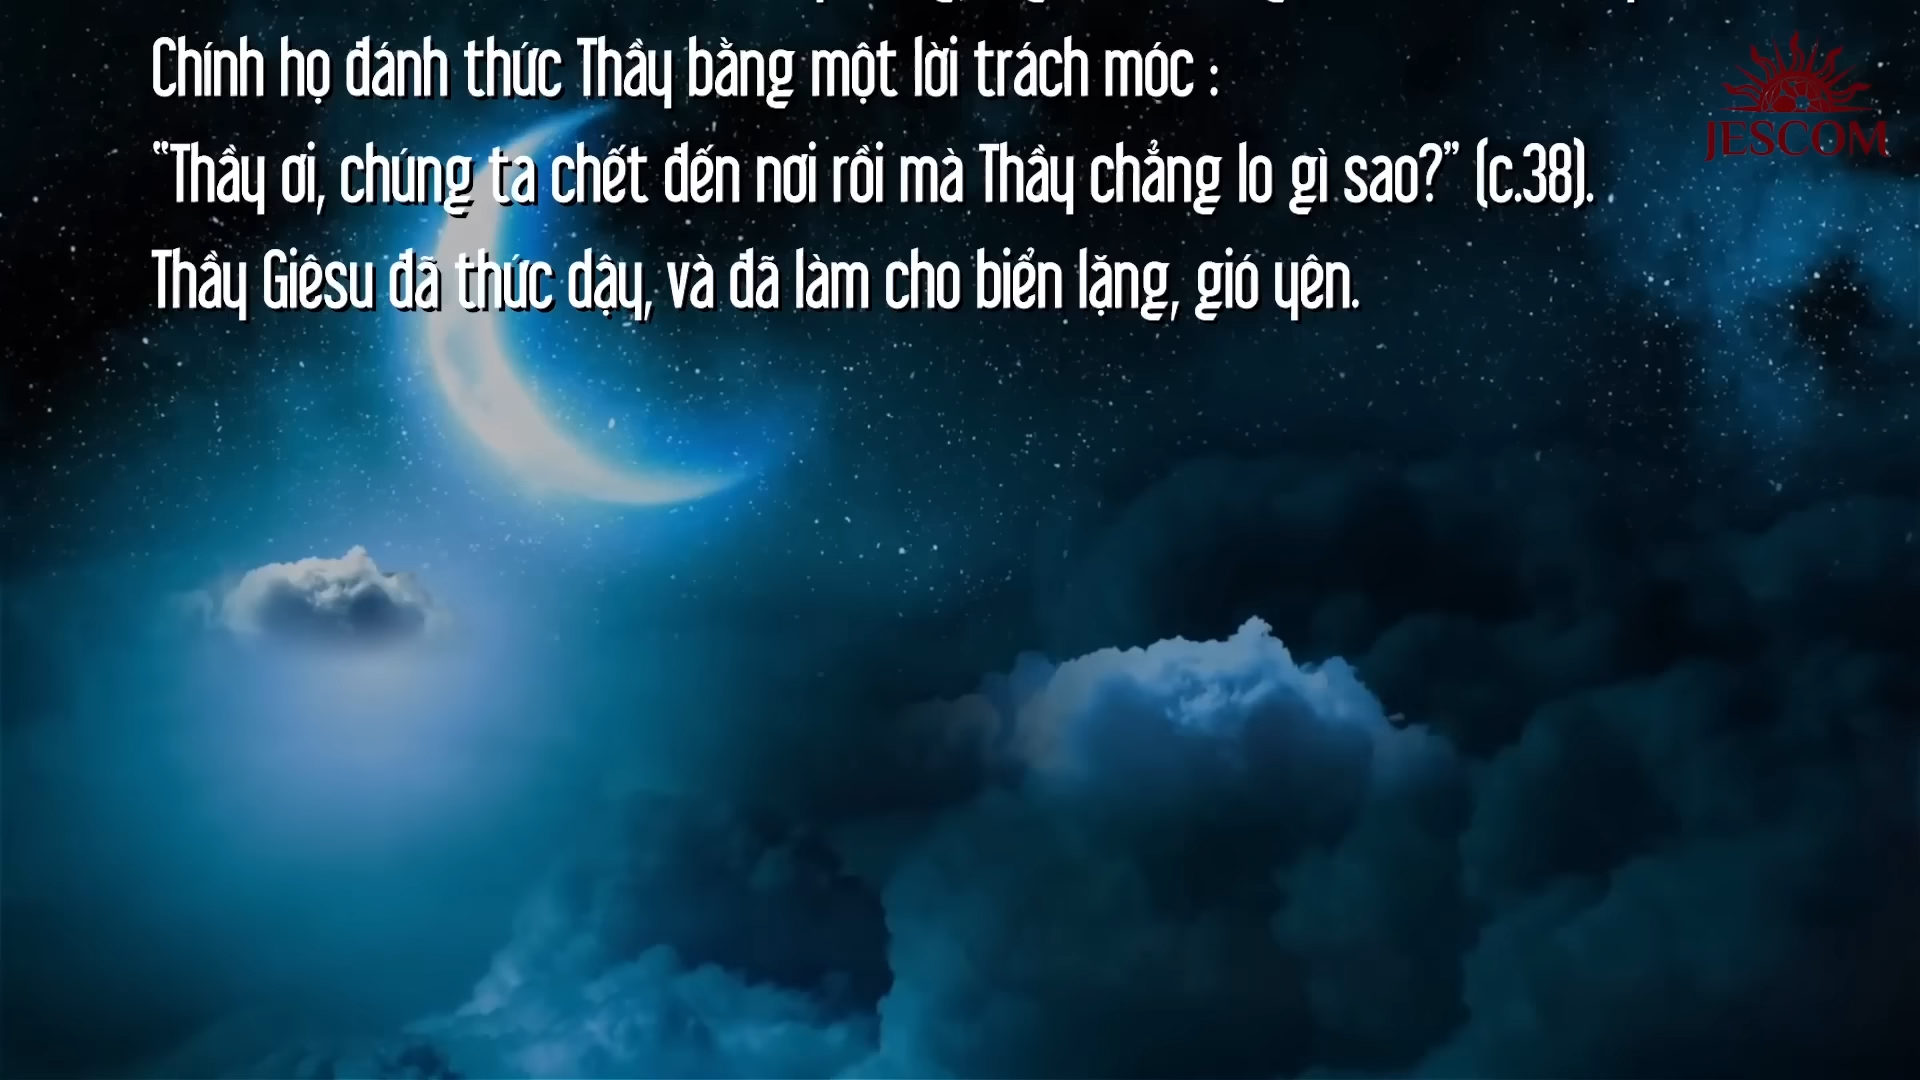 Chính họ đánh thức Thầy bằng một lời trách móc :
“Thầy ơi, chúng ta chết đến nơi rồi mà Thầy chẳng lo gì sao?” (c.38).
Thầy Giêsu đã thức dậy, và đã làm cho biển lặng, gió yên.
JESCOM